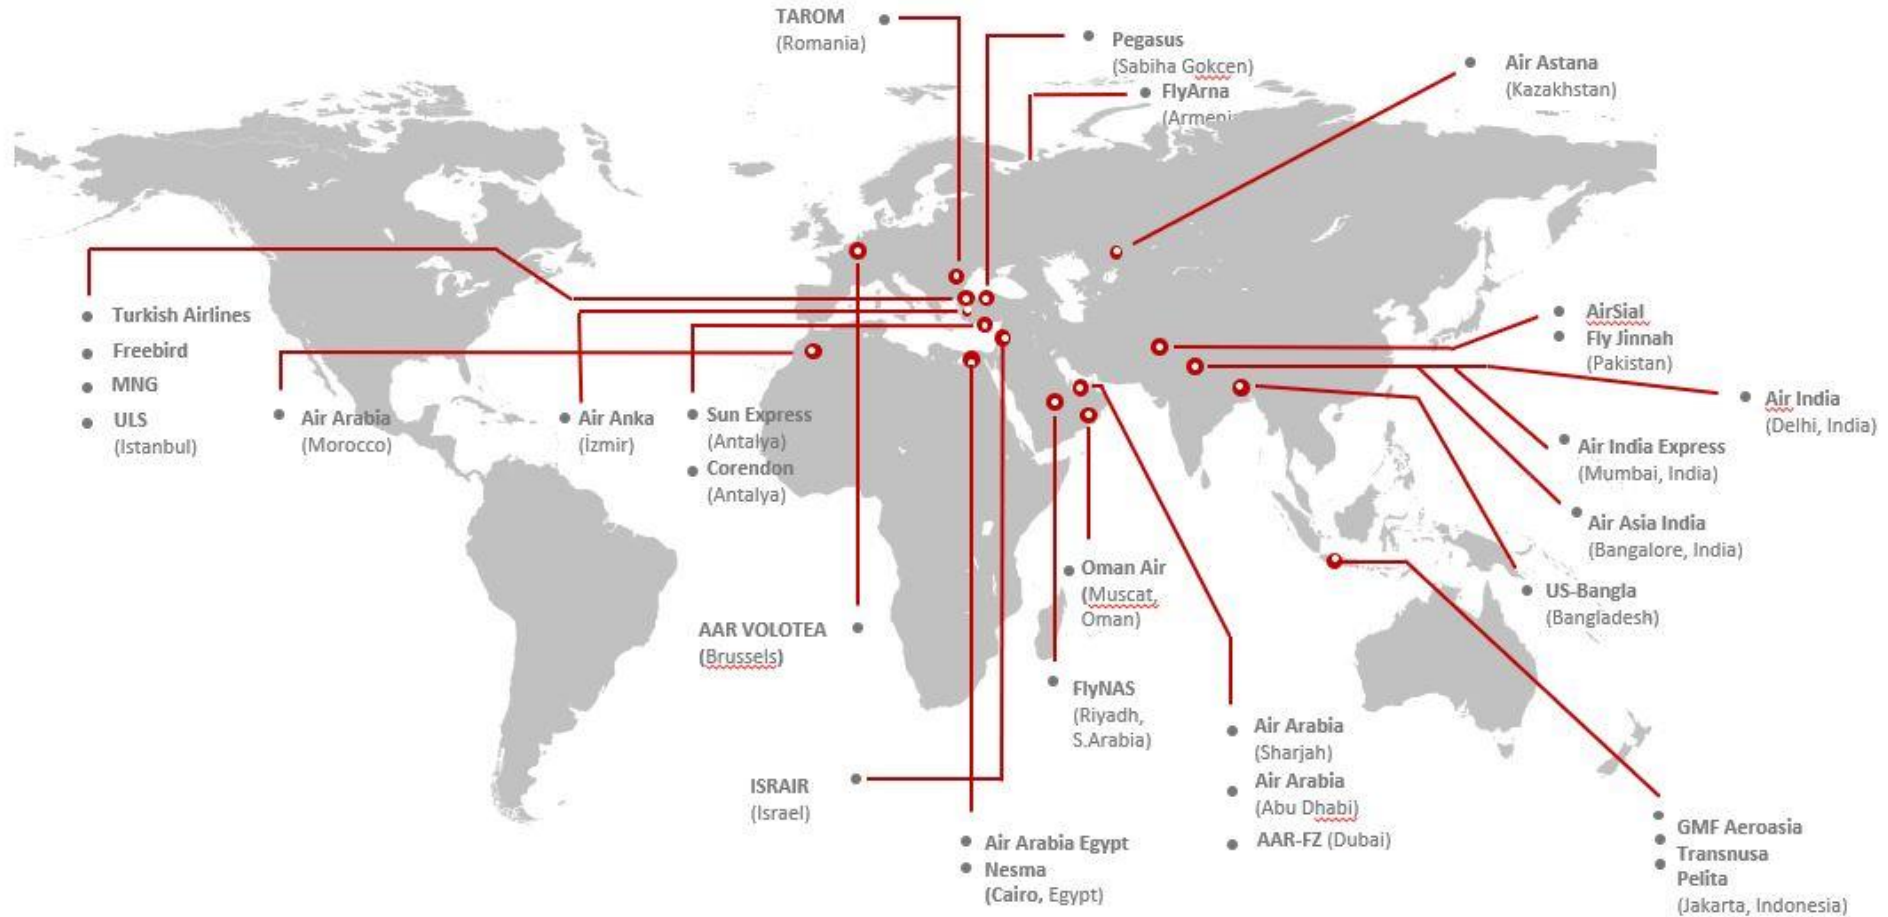 TAROM
(Romania)
Pegasus
(Sabiha Gokcen)
FlyArna
Air Astana
(Kazakhstan)
Turkish Airlines
Freebird
MNG
ULS
(Istanbul)
Air Arabia
(Morocco)
Air Anka
(İzmir)
Sun Express
(Antalya)
Corendon
(Antalya)
AirSial
Fly Jinnah
(Pakistan)
Air India
(Delhi, India)
Air India Express
(Mumbai, India)
Air Asia India
(Bangalore, India)
US-Bangla
(Bangladesh)
Oman Air
(Muscat,
Oman)
AAR VOLOTEA
(Brussels)
FlyNAS
(Riyadh,
S.Arabia)
ISRAIR
(Israel)
Air Arabia
(Sharjah)
Air Arabia
(Abu Dhabi)
AAR-FZ (Dubai)
Air Arabia Egypt
Nesma
(Cairo, Egypt)
GMF Aeroasia
Transnusa
Pelita
(Jakarta, Indonesia)